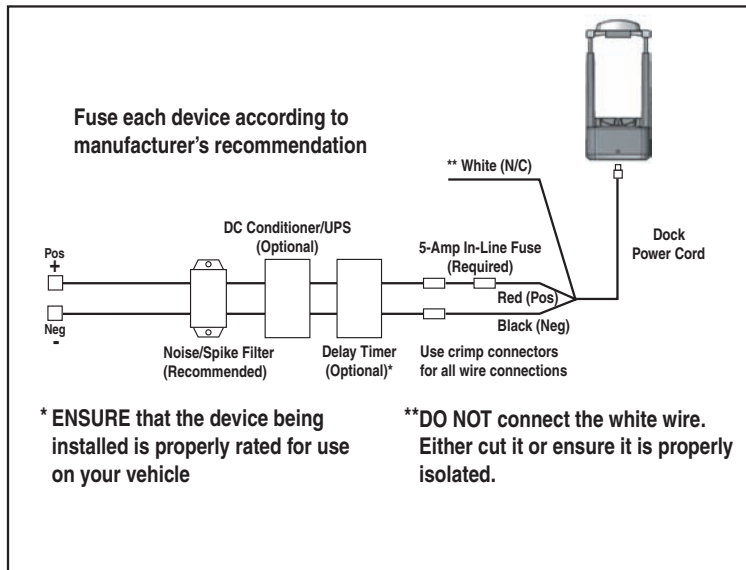 Fuse each device according to
manufacturer's recommendation
** White (N/C)
DC Conditioner/UPS
(Optional)
5-Amp In-Line Fuse
(Required)
Dock
Power Cord
Pos
+
Red (Pos)
Black (Neg)
Neg
-
Noise/Spike Filter
(Recommended)
Delay Timer
(Optional)*
Use crimp connectors
for all wire connections
* ENSURE that the device being
installed is properly rated for use
on your vehicle
**DO NOT connect the white wire.
Either cut it or ensure it is properly
isolated.